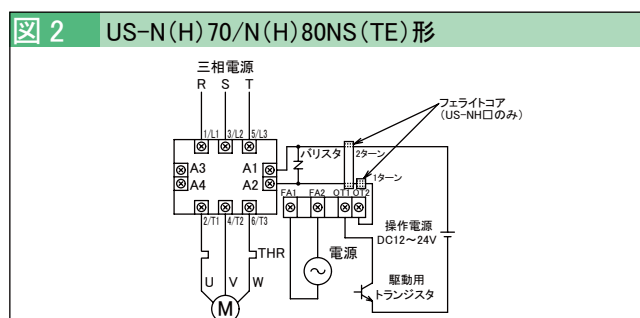 図 2 US-N(H)70/N(H)80NS(TE)形
三相電源
R S T
1/L1 3/L2 5/L3
A3 A1
A4 A2
2/T1 4/T2 6/T3
THR
U V W
M
バリスタ
2ターン
1ターン
フェライトコア
(US-NH□のみ)
FA1 FA2 OT1 OT2
電源
操作電源
DC12～24V
駆動用
トランジスタ